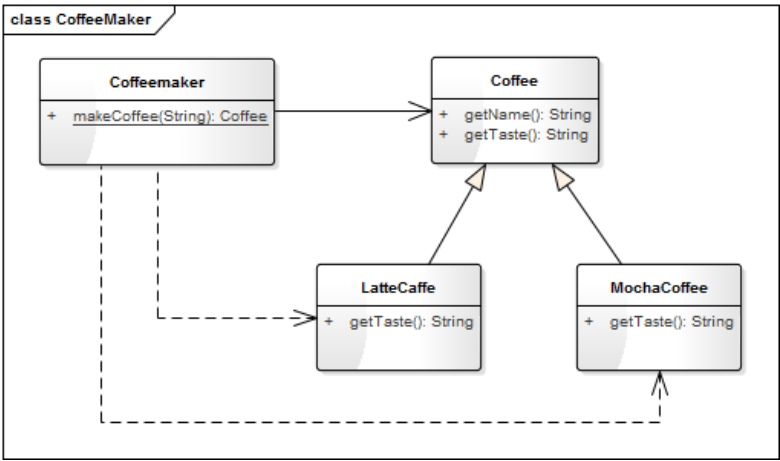 class CoffeeMaker
Coffeemaker
+ makeCoffee(String): Coffee
Coffee
+ getName(): String
+ getTaste(): String
LatteCaffe
+ getTaste(): String
MochaCoffee
+ getTaste(): String